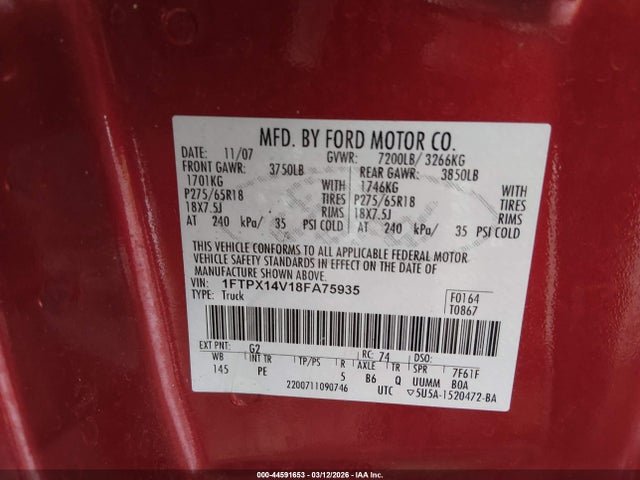 MFD. BY FORD MOTOR CO.
DATE: 11/07 GVWR: 7200LB/ 3266KG
FRONT GAWR: 3750LB REAR GAWR: 3850LB
1701KG WITH 1746KG WITH
P275/65R18 TIRES P275/65R18 TIRES
18X7.5J RIMS 18X7.5J RIMS
AT 240 kPa/ 35 PSI COLD AT 240 kPa/ 35 PSI COLD
THIS VEHICLE CONFORMS TO ALL APPLICABLE FEDERAL MOTOR
VEHICLE SAFETY STANDARDS IN EFFECT ON THE DATE OF
MANUFACTURE SHOWN ABOVE.
VIN: 1FTPX14V18FA75935
TYPE: Truck
F0164
T0867
EXT PNT: G2 RC: 74 DSO:
WB INT TR TP/PS R AXLE TR SPR 7F61F
145 PE 5 B6 Q UUMM BOA
2200711090746 UTC ▽5U5A-1520472-BA
000-44591653 - 03/12/2026 - IAA, Inc.